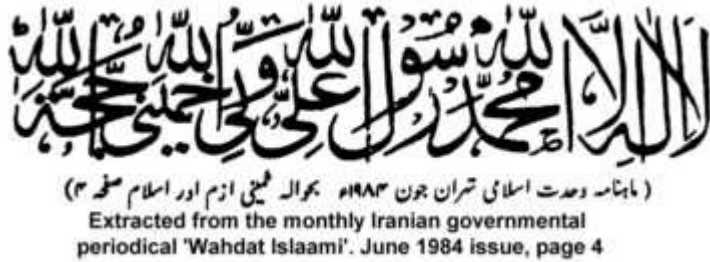 لا اله الا الله محمد رسول الله علی ولی الله خمینی حجة الله
( ماہنامہ وحدت اسلامی تہران جون ۱۹۸۴ء بحوالہ خمینی ازم اور اسلام صفحہ ۴)
Extracted from the monthly Iranian governmental
periodical 'Wahdat Islaami'. June 1984 issue, page 4